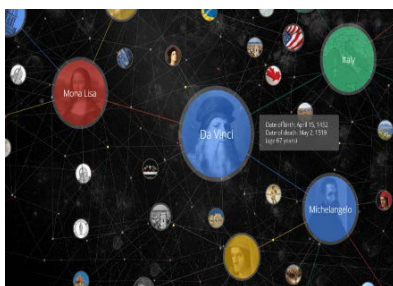 Italy
Mona Lisa
Da Vinci
Date of birth: April 15, 1452
Date of death: May 2, 1519
(age 67 years)
Michelangelo